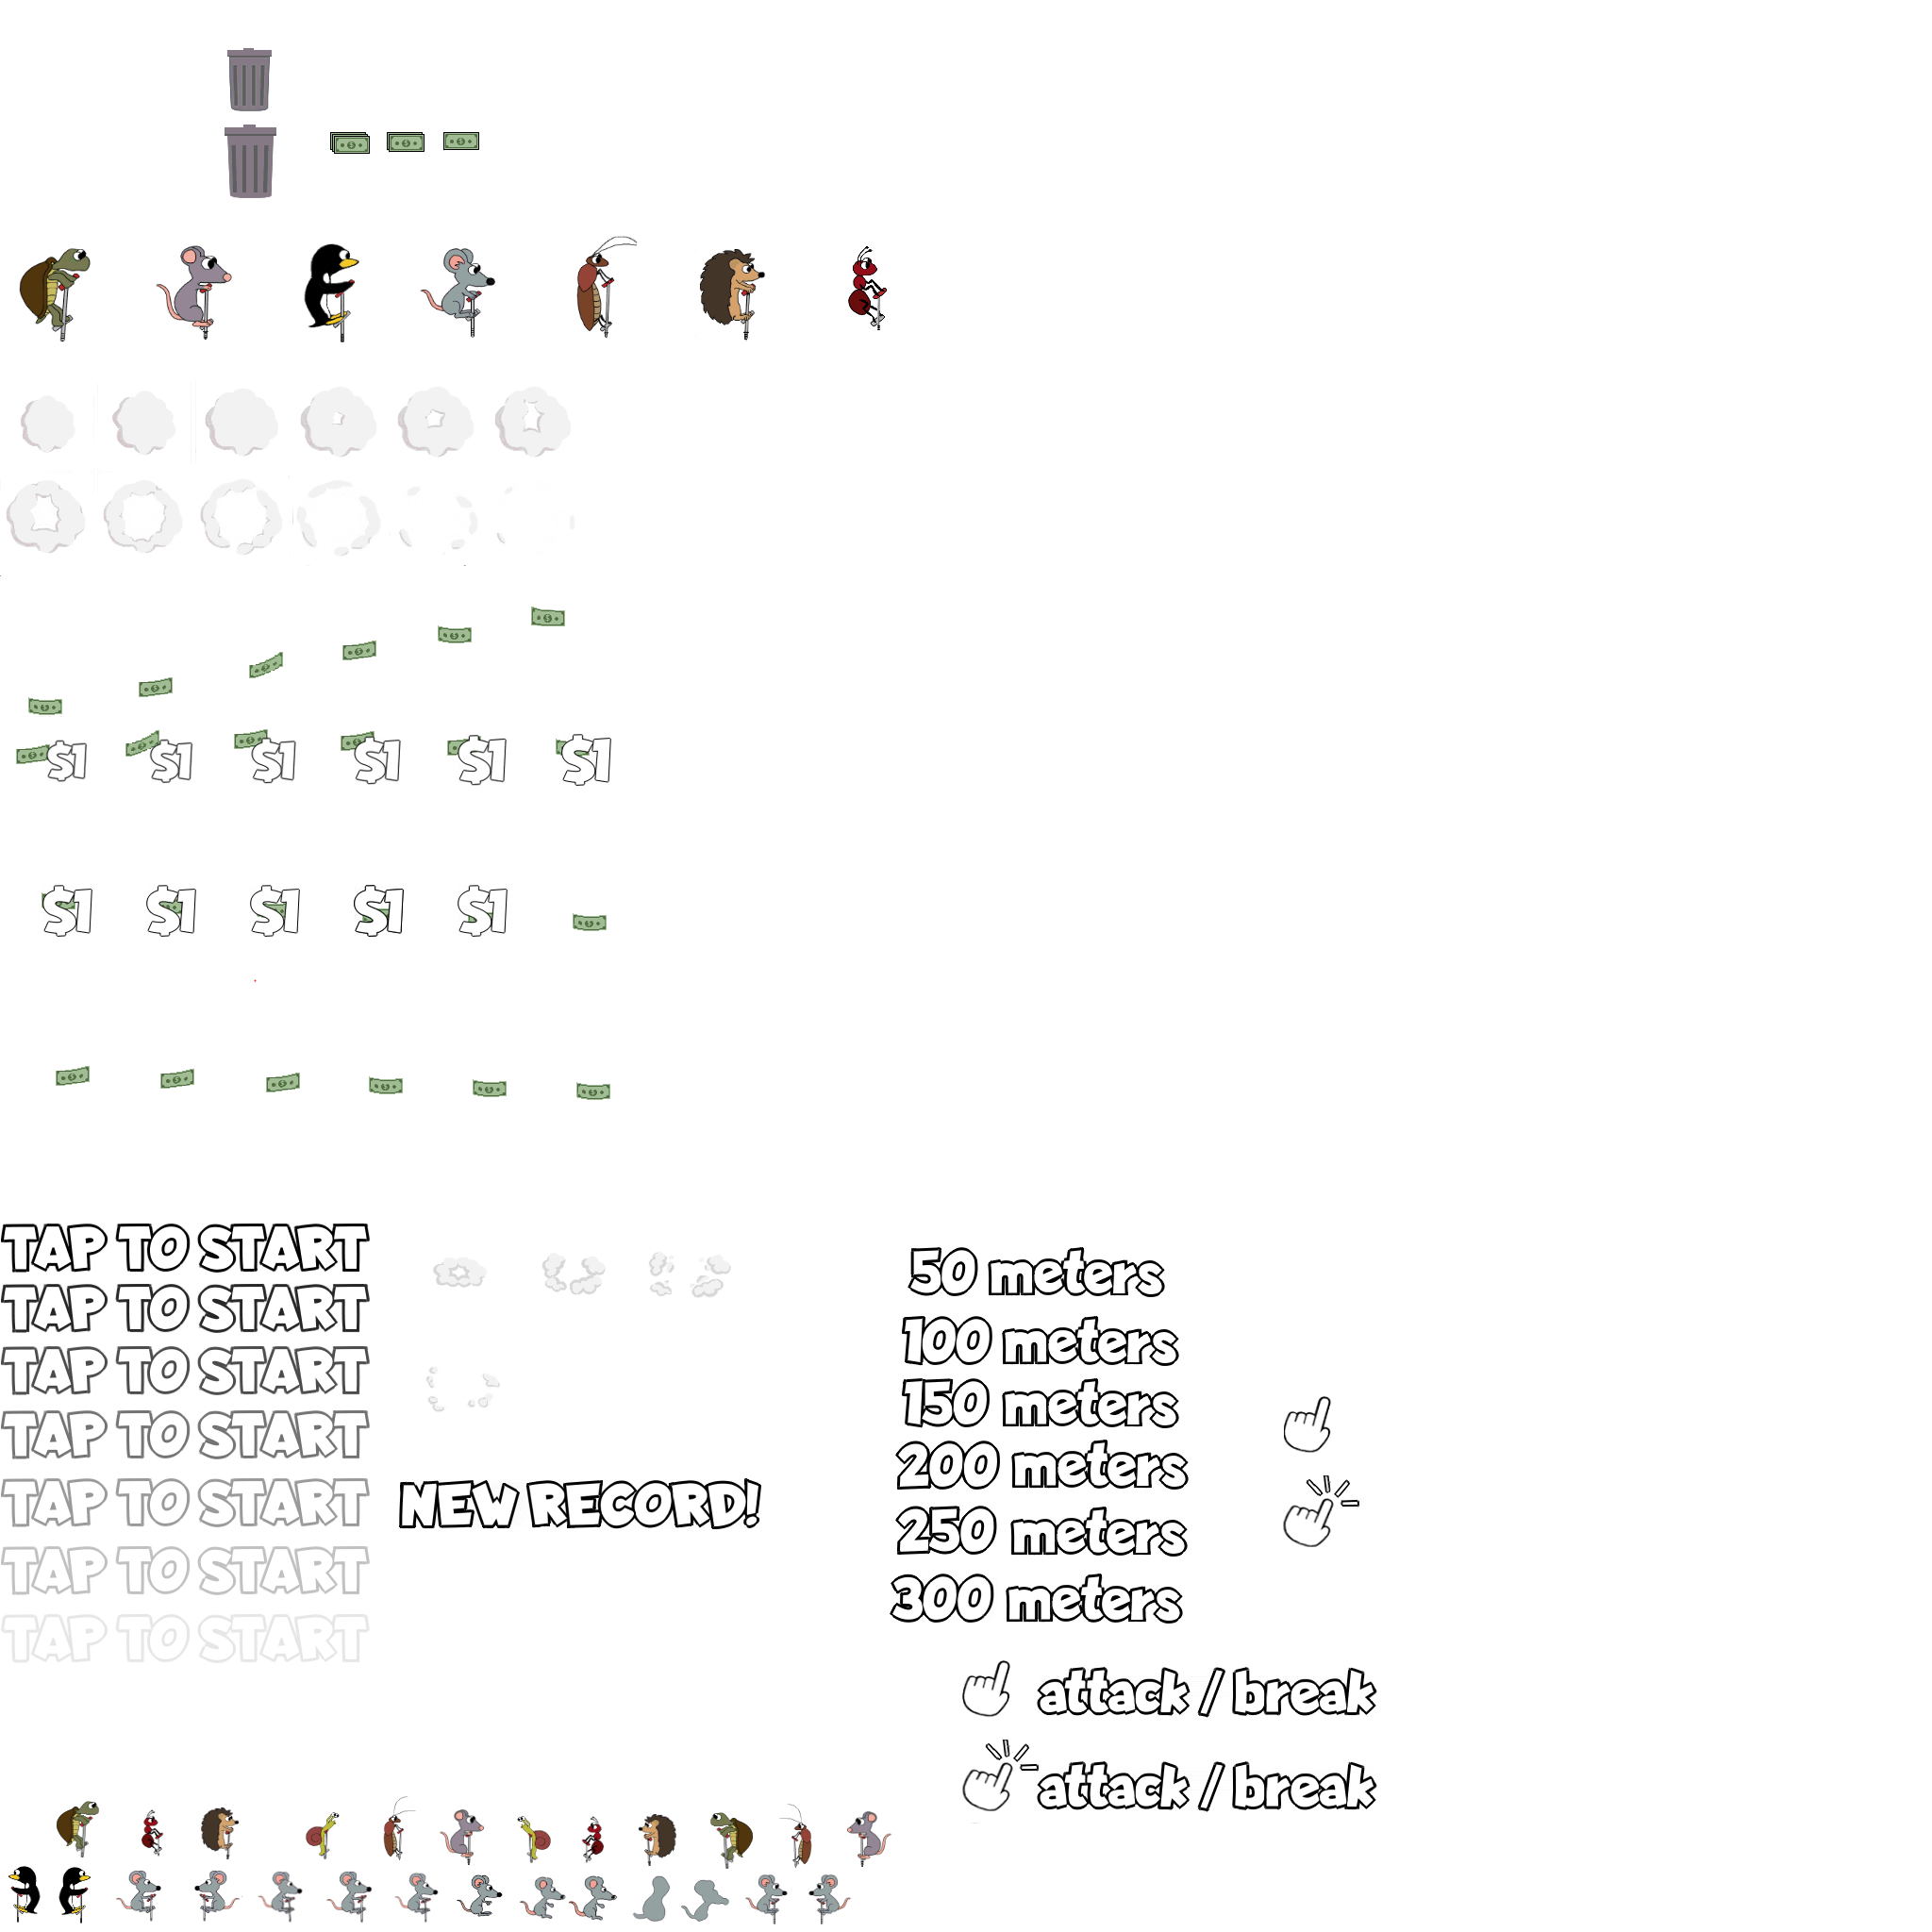 $1 $1 $1 $1 $1 $1
$1 $1 $1 $1 $1
TAP TO START
TAP TO START
TAP TO START
TAP TO START
TAP TO START
TAP TO START
TAP TO START
NEW RECORD!
50 meters
100 meters
150 meters
200 meters
250 meters
300 meters
attack / break
attack / break